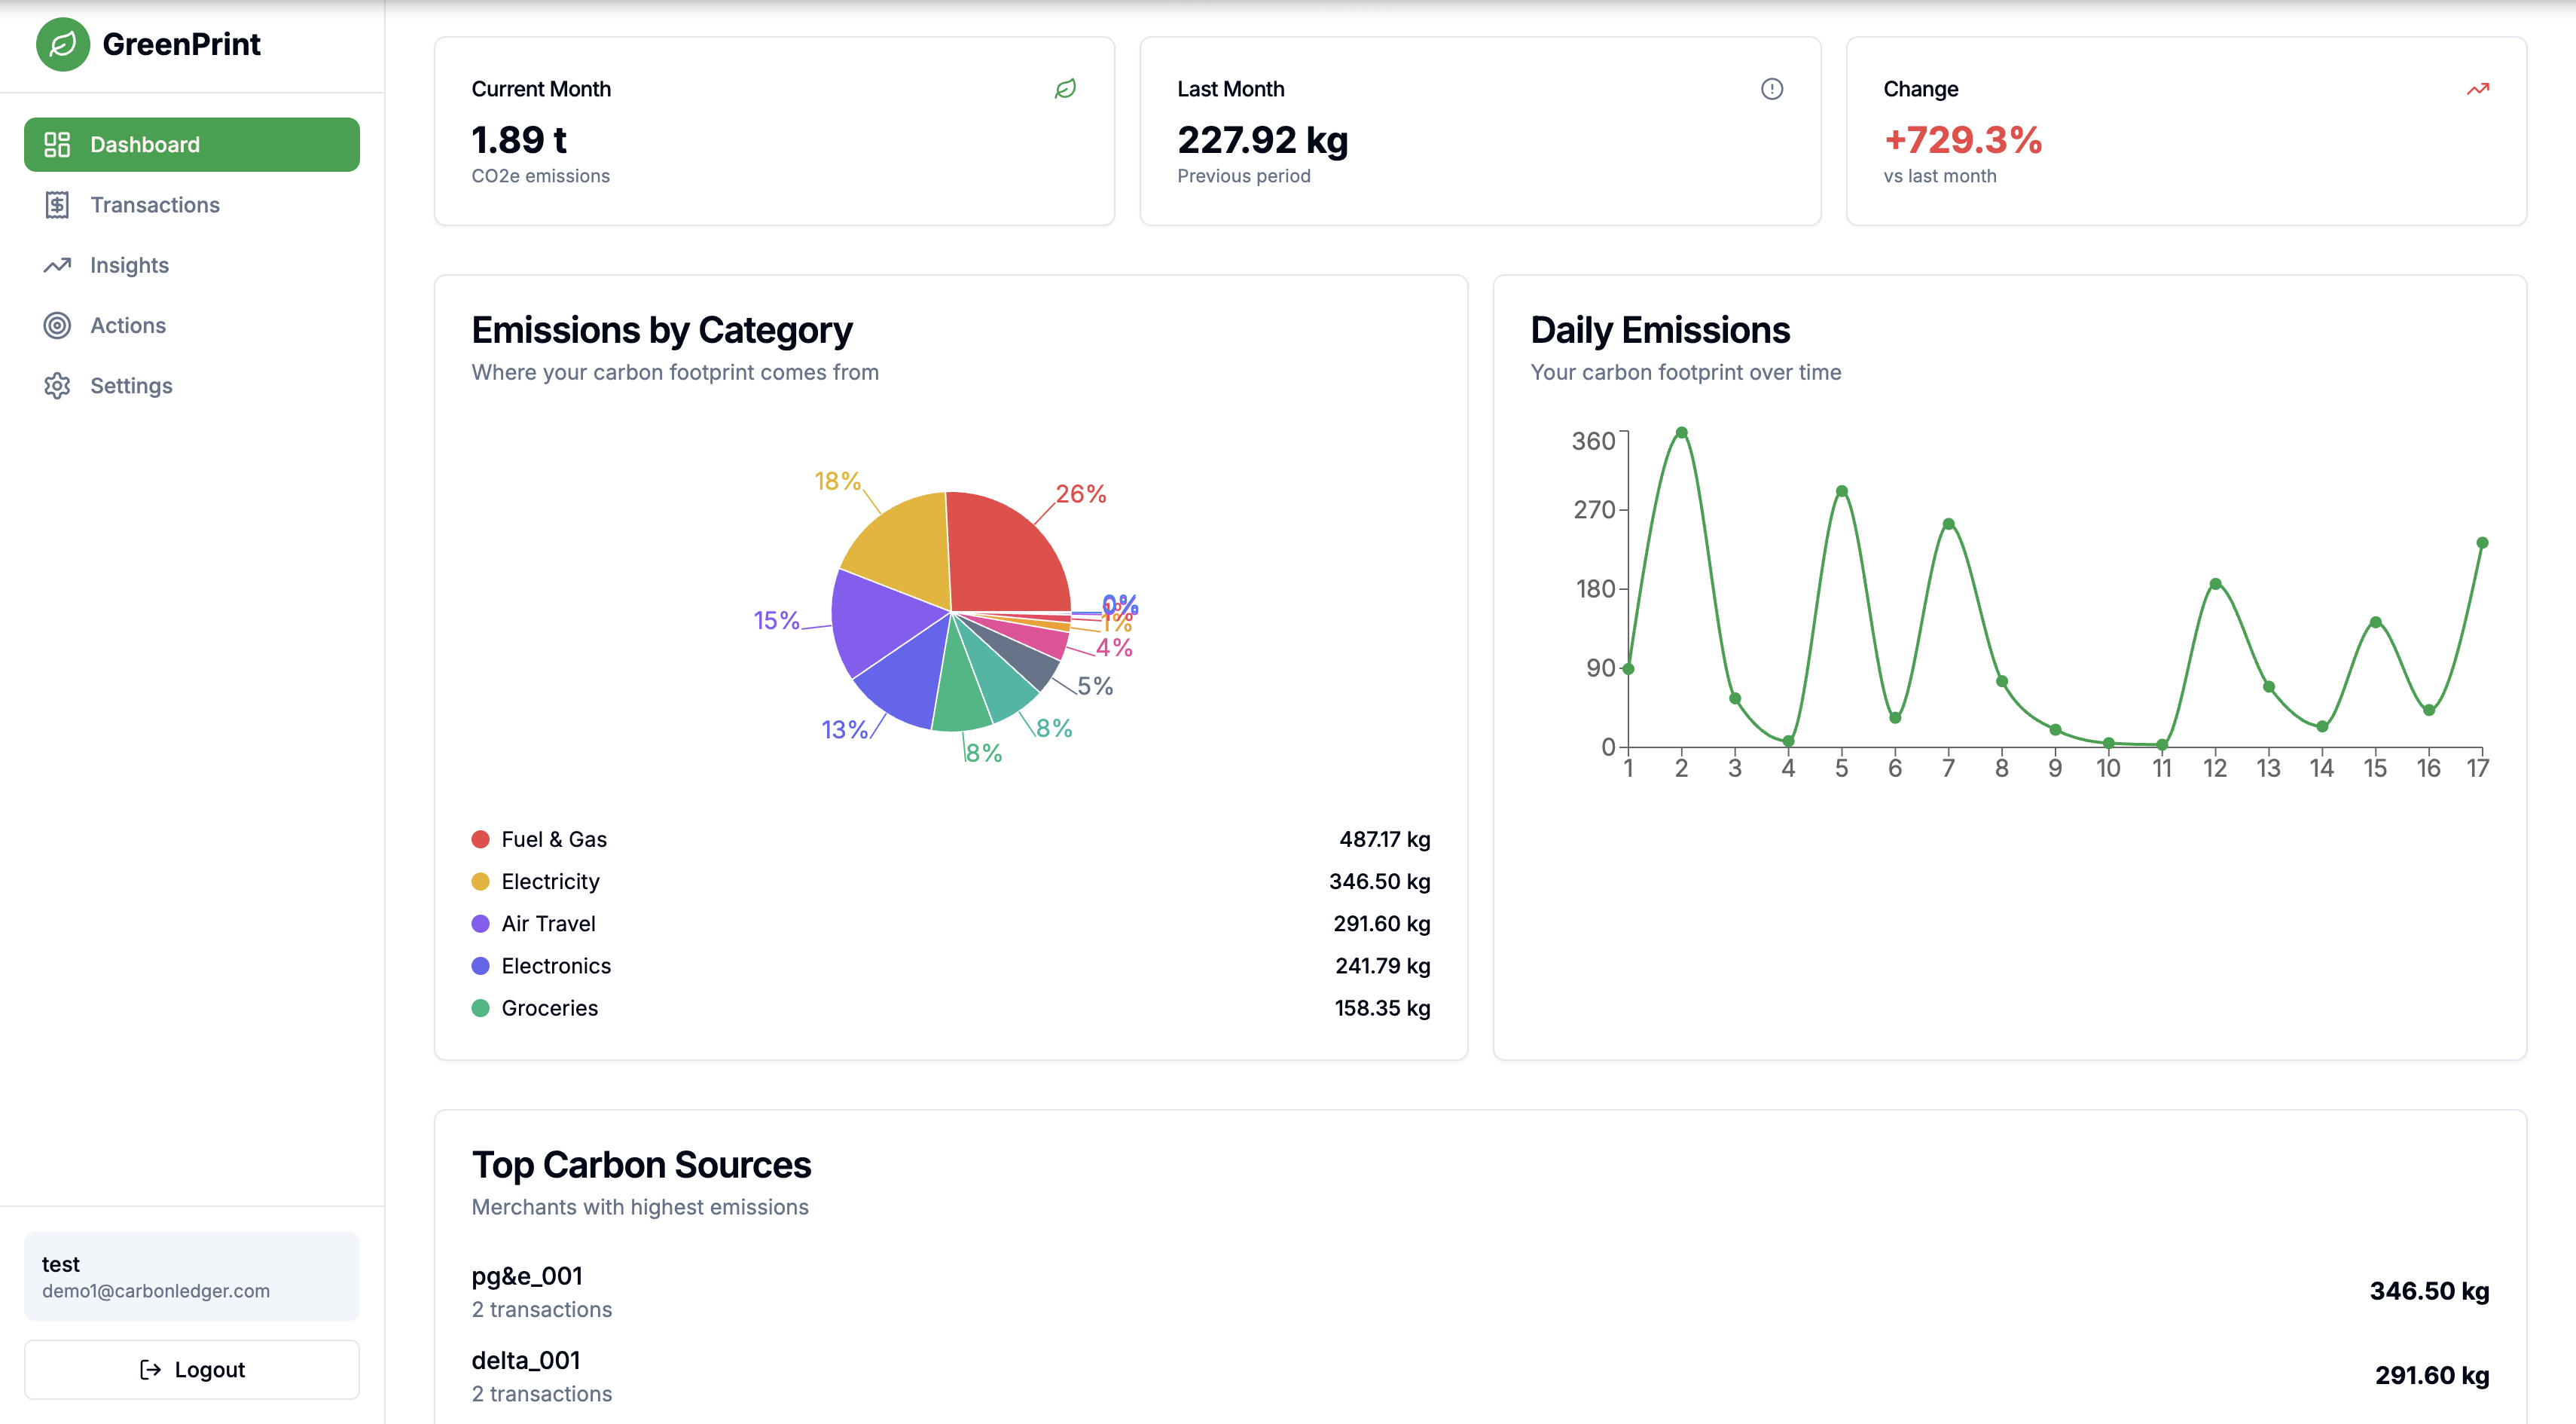 GreenPrint
Dashboard
Transactions
Insights
Actions
Settings
test
demo1@carbonledger.com
Logout
Current Month
1.89 t
CO2e emissions
Last Month
227.92 kg
Previous period
Change
+729.3%
vs last month
Emissions by Category
Where your carbon footprint comes from
18%
26%
15%
0%
1%
4%
5%
13%
8%
8%
Fuel & Gas 487.17 kg
Electricity 346.50 kg
Air Travel 291.60 kg
Electronics 241.79 kg
Groceries 158.35 kg
Daily Emissions
Your carbon footprint over time
360
270
180
90
0
1 2 3 4 5 6 7 8 9 10 11 12 13 14 15 16 17
Top Carbon Sources
Merchants with highest emissions
pg&e_001
2 transactions
346.50 kg
delta_001
2 transactions
291.60 kg